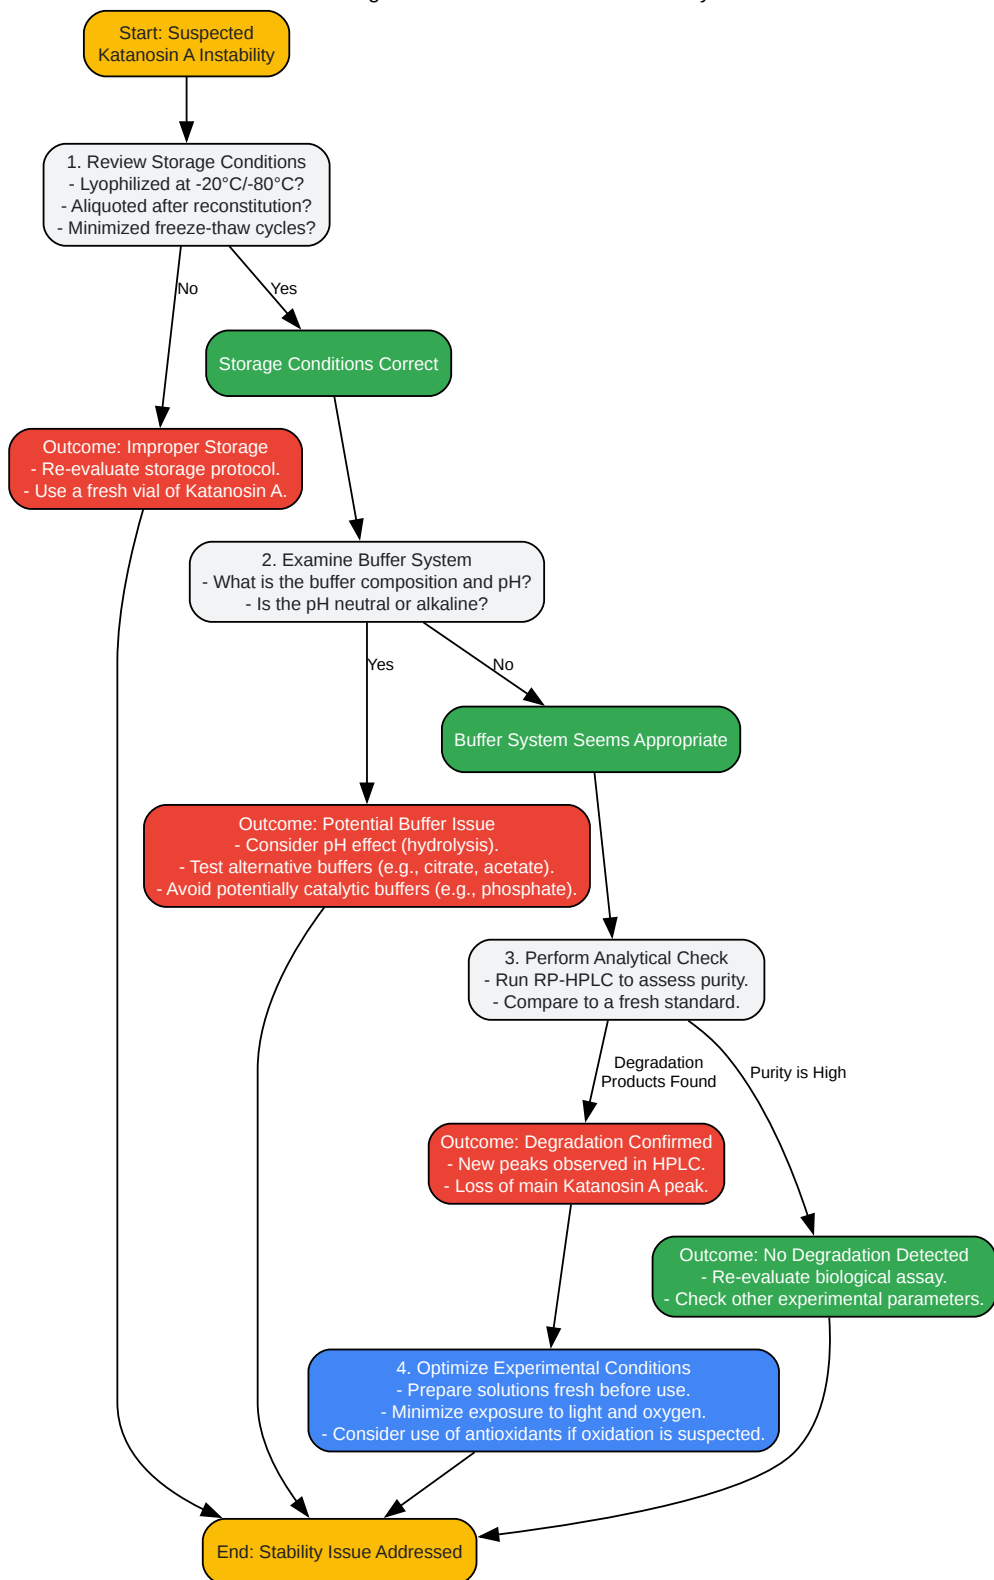 Start: Suspected
Katanosin A Instability
1. Review Storage Conditions
- Lyophilized at -20°C/-80°C?
- Aliquoted after reconstitution?
- Minimized freeze-thaw cycles?
No
Yes
Storage Conditions Correct
Outcome: Improper Storage
- Re-evaluate storage protocol.
- Use a fresh vial of Katanosin A.
2. Examine Buffer System
- What is the buffer composition and pH?
- Is the pH neutral or alkaline?
Yes
No
Buffer System Seems Appropriate
Outcome: Potential Buffer Issue
- Consider pH effect (hydrolysis).
- Test alternative buffers (e.g., citrate, acetate).
- Avoid potentially catalytic buffers (e.g., phosphate).
3. Perform Analytical Check
- Run RP-HPLC to assess purity.
- Compare to a fresh standard.
Degradation
Products Found
Purity is High
Outcome: Degradation Confirmed
- New peaks observed in HPLC.
- Loss of main Katanosin A peak.
Outcome: No Degradation Detected
- Re-evaluate biological assay.
- Check other experimental parameters.
4. Optimize Experimental Conditions
- Prepare solutions fresh before use.
- Minimize exposure to light and oxygen.
- Consider use of antioxidants if oxidation is suspected.
End: Stability Issue Addressed